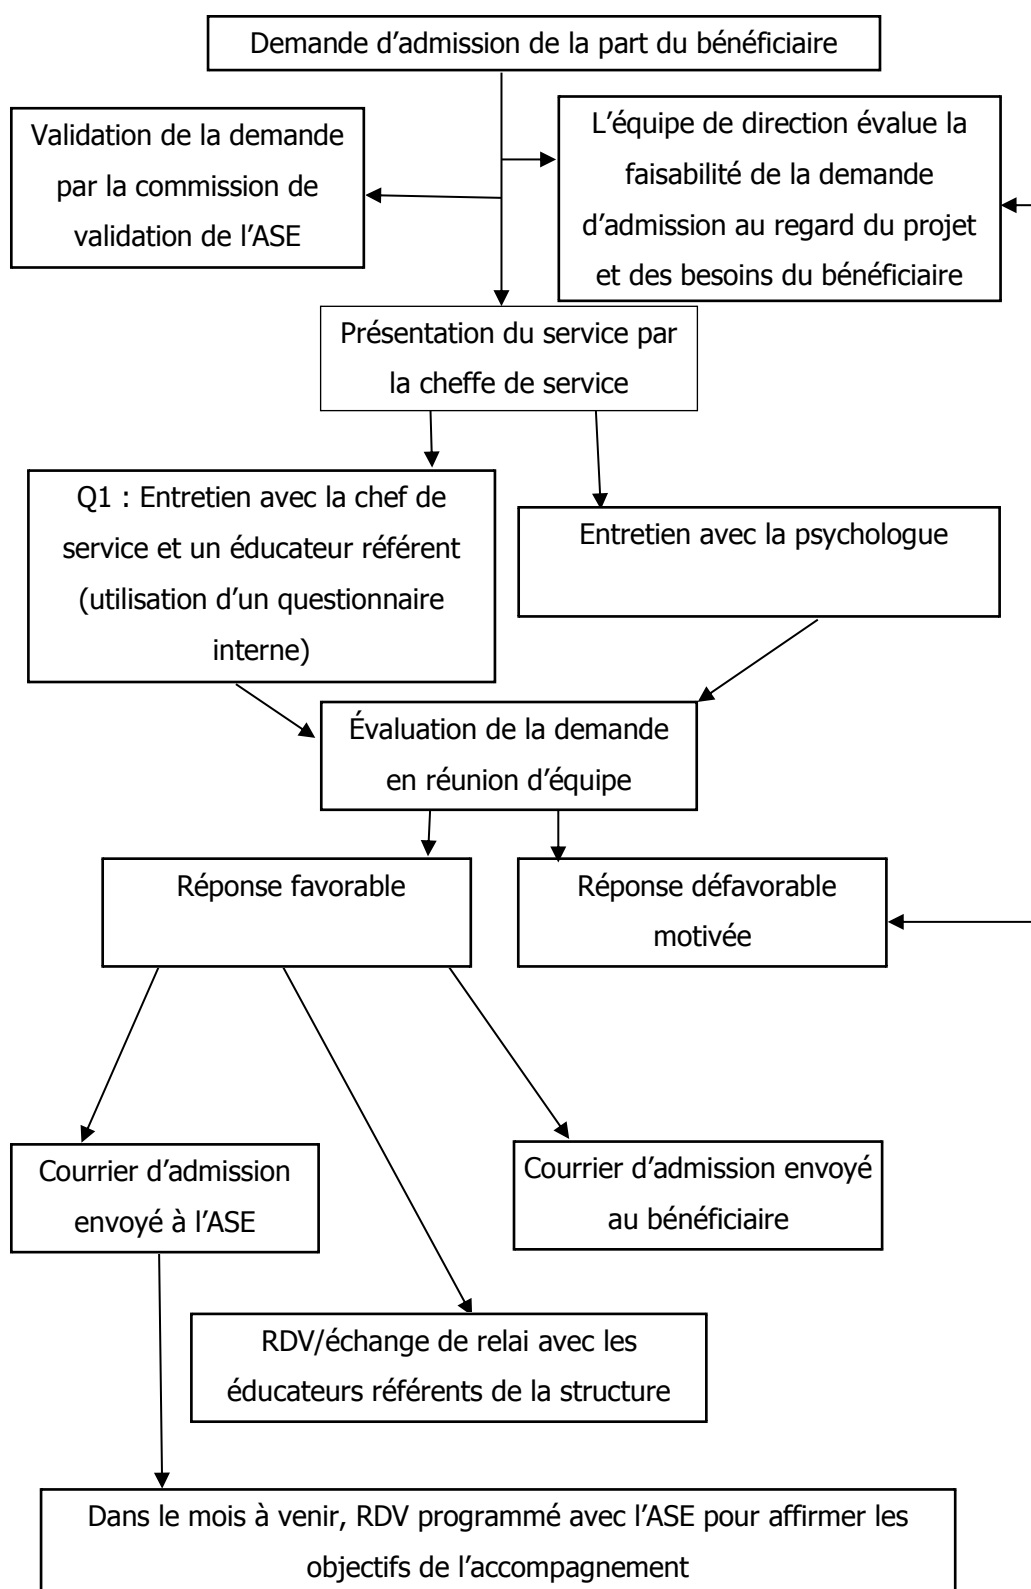 Demande d’admission de la part du bénéficiaire
Validation de la demande
par la commission de
validation de l’ASE
L’équipe de direction évalue la
faisabilité de la demande
d’admission au regard du projet
et des besoins du bénéficiaire
Présentation du service par
la cheffe de service
Q1 : Entretien avec la chef de
service et un éducateur référent
(utilisation d’un questionnaire
interne)
Entretien avec la psychologue
Évaluation de la demande
en réunion d’équipe
Réponse favorable
Réponse défavorable
motivée
Courrier d’admission
envoyé à l’ASE
Courrier d’admission envoyé
au bénéficiaire
RDV/échange de relai avec les
éducateurs référents de la structure
Dans le mois à venir, RDV programmé avec l’ASE pour affirmer les
objectifs de l’accompagnement